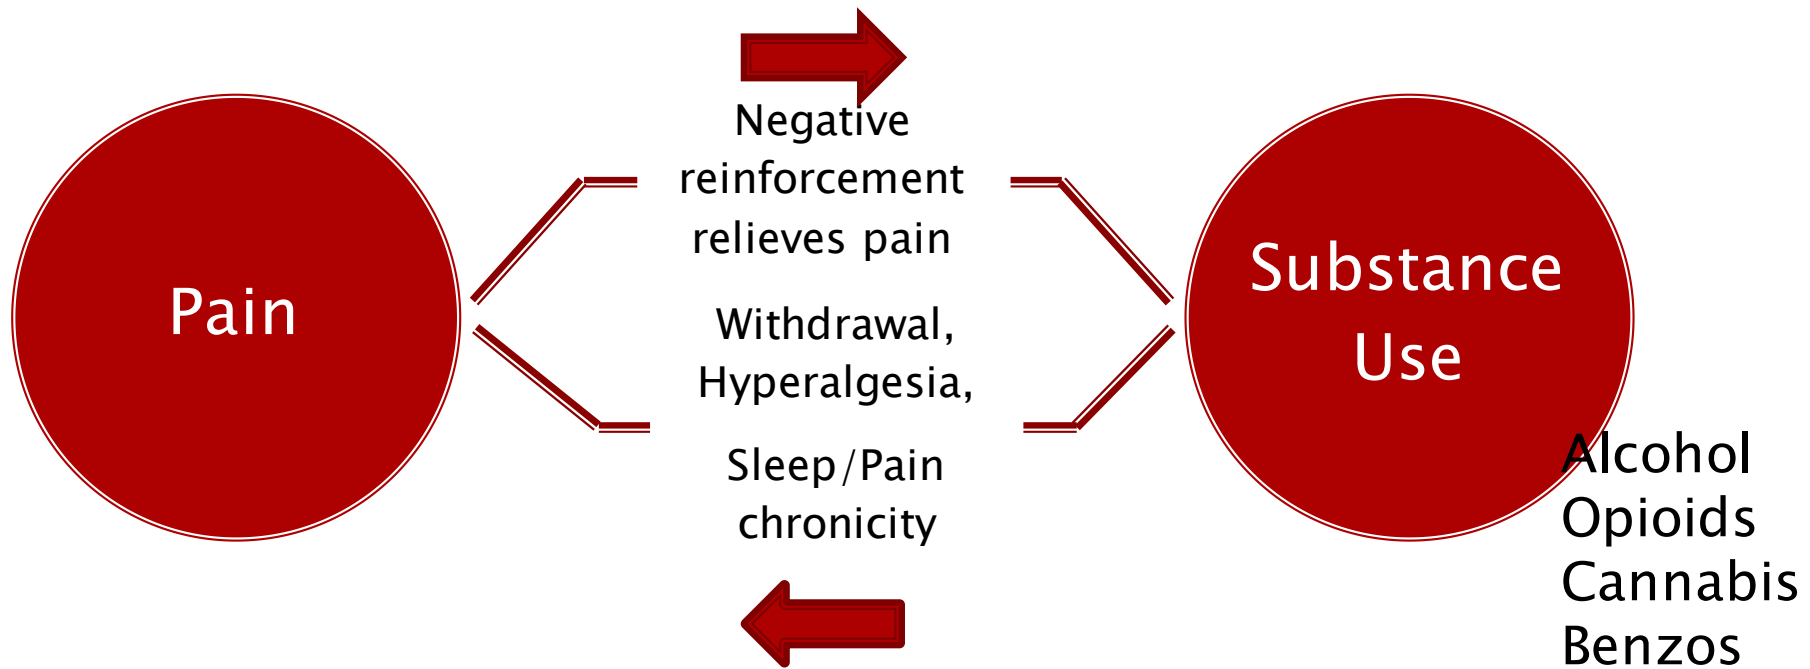 Pain
Negative
reinforcement
relieves pain
Withdrawal,
Hyperalgesia,
Sleep/Pain
chronicity
Substance
Use
Alcohol
Opioids
Cannabis
Benzos